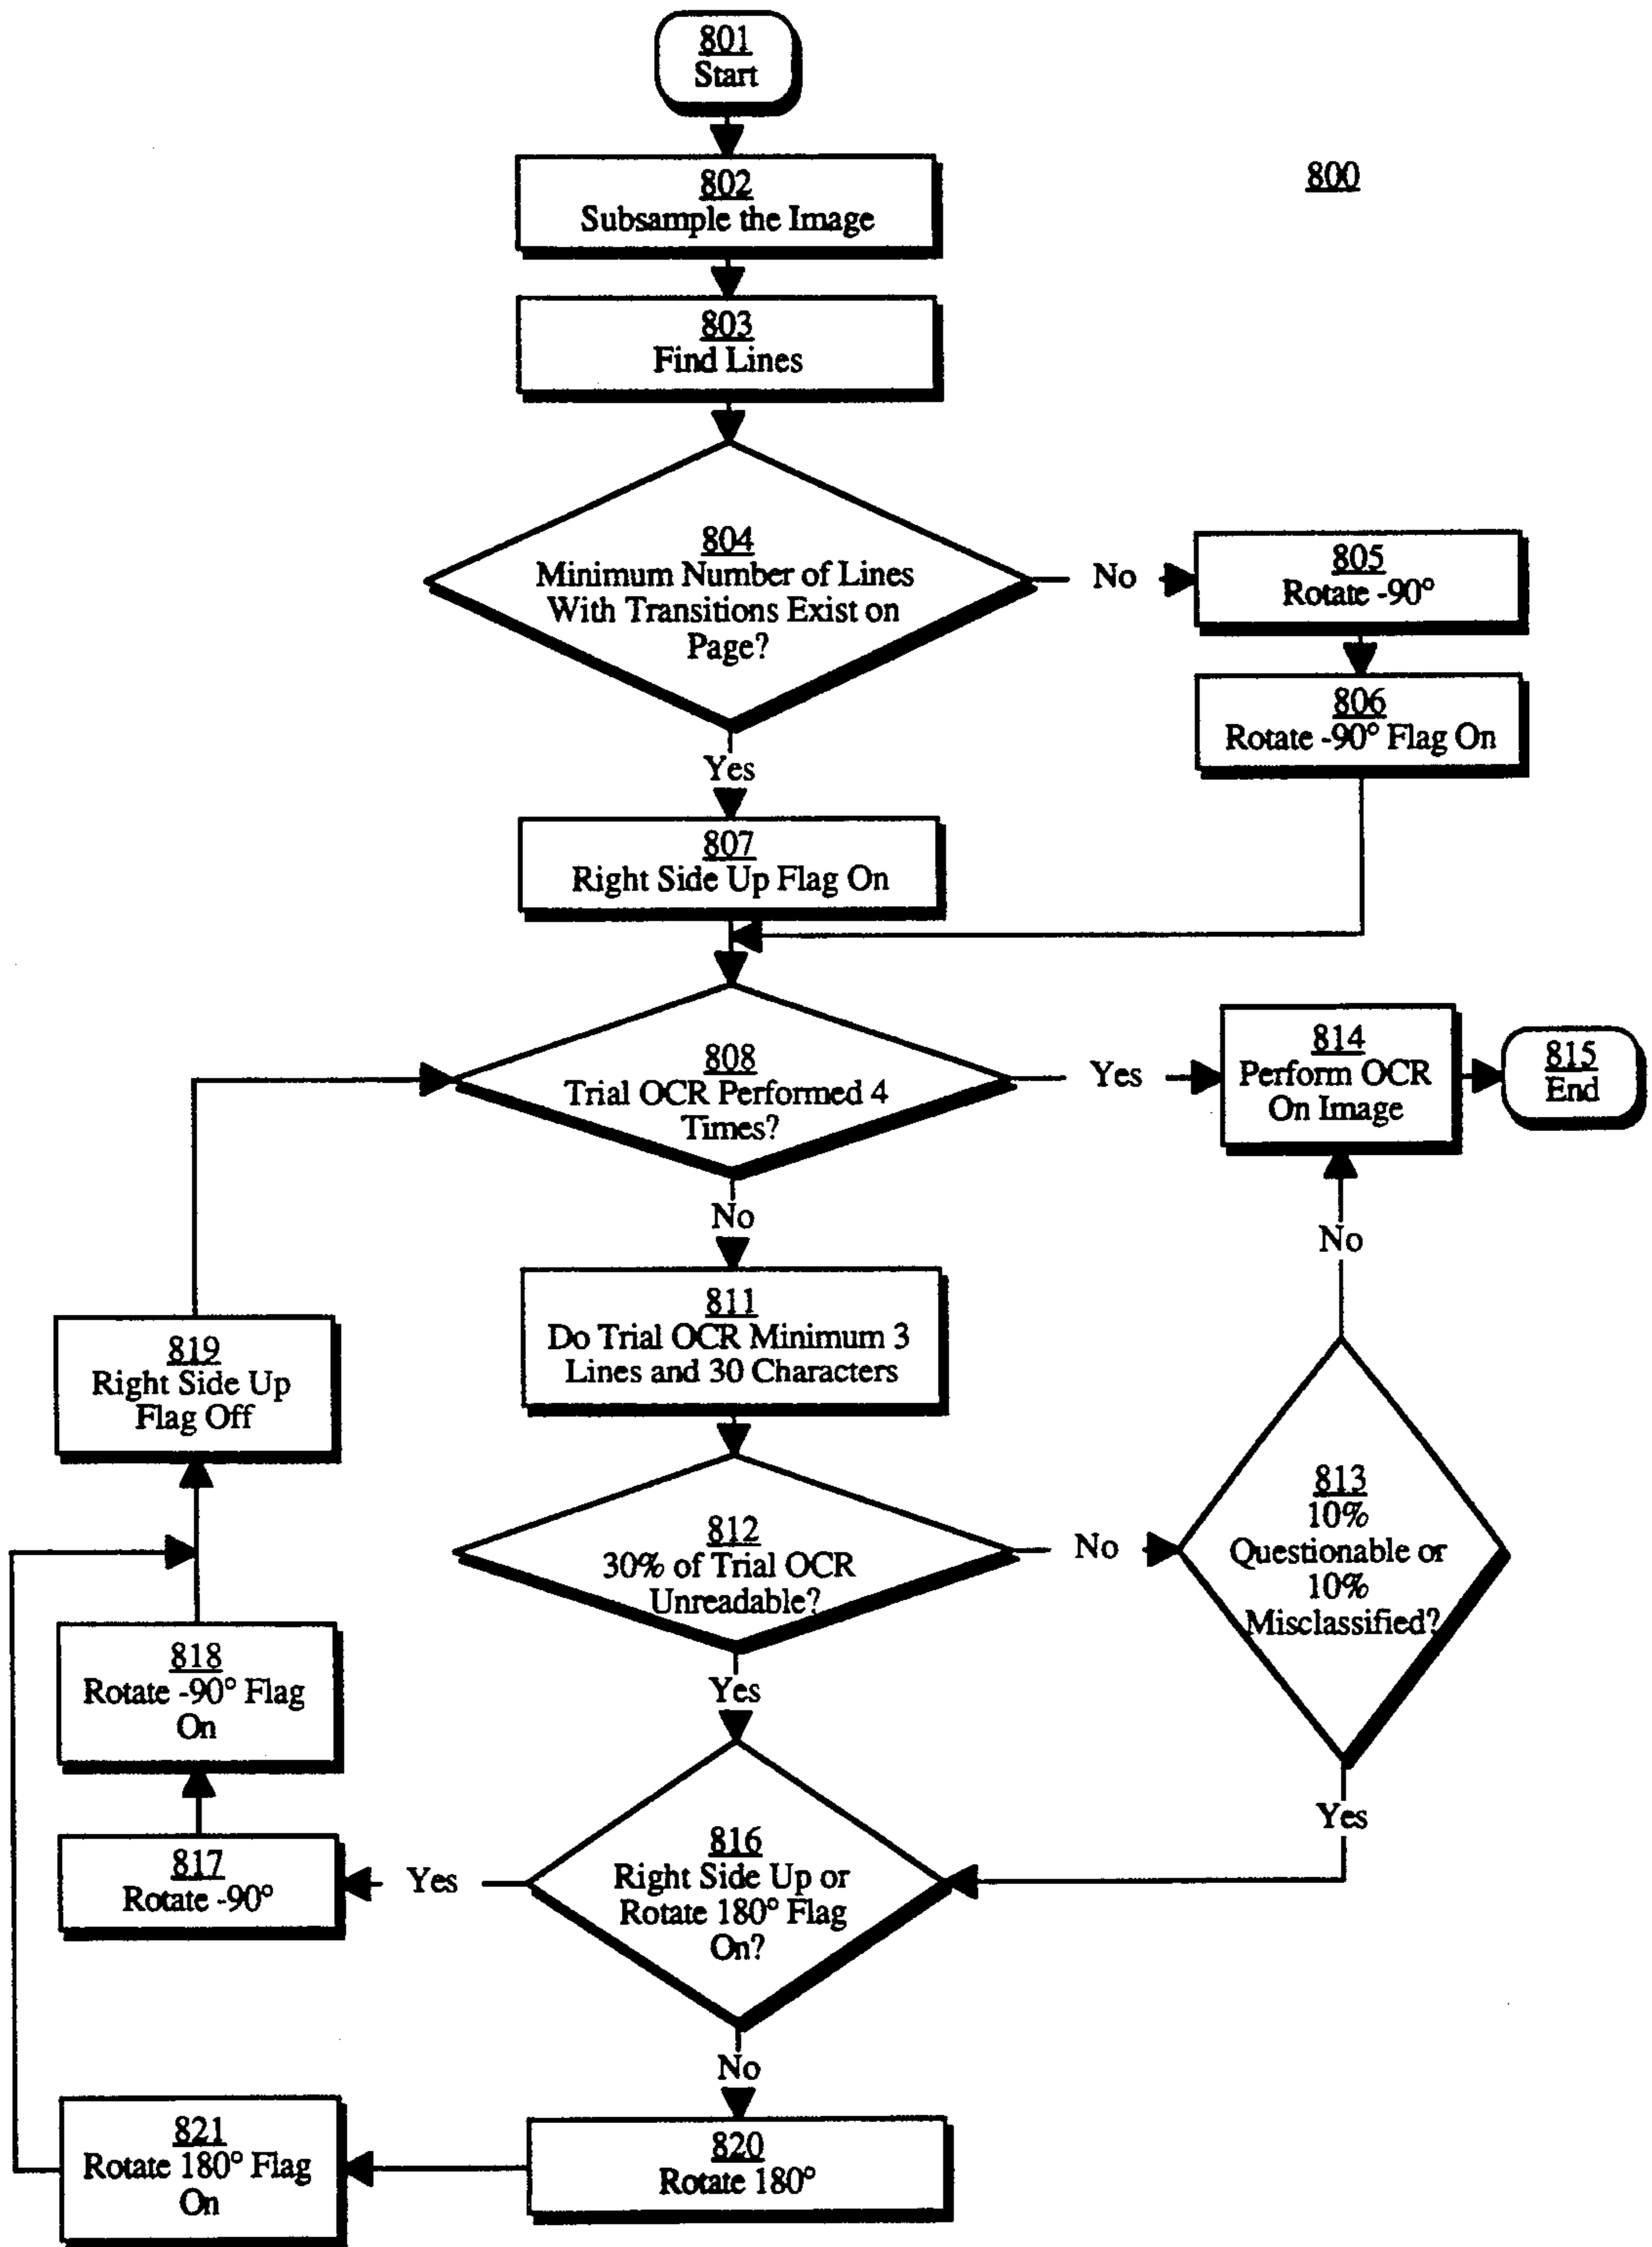 801
Start
800
802
Subsample the Image
803
Find Lines
804
Minimum Number of Lines
With Transitions Exist on
Page?
No
805
Rotate -90°
806
Rotate -90° Flag On
Yes
807
Right Side Up Flag On
808
Trial OCR Performed 4
Times?
Yes
814
Perform OCR
On Image
815
End
No
No
811
Do Trial OCR Minimum 3
Lines and 30 Characters
819
Right Side Up
Flag Off
812
30% of Trial OCR
Unreadable?
No
813
10%
Questionable or
10%
Misclassified?
818
Rotate -90° Flag
On
Yes
Yes
816
Right Side Up or
Rotate 180° Flag
On?
Yes
817
Rotate -90°
No
820
Rotate 180°
821
Rotate 180° Flag
On